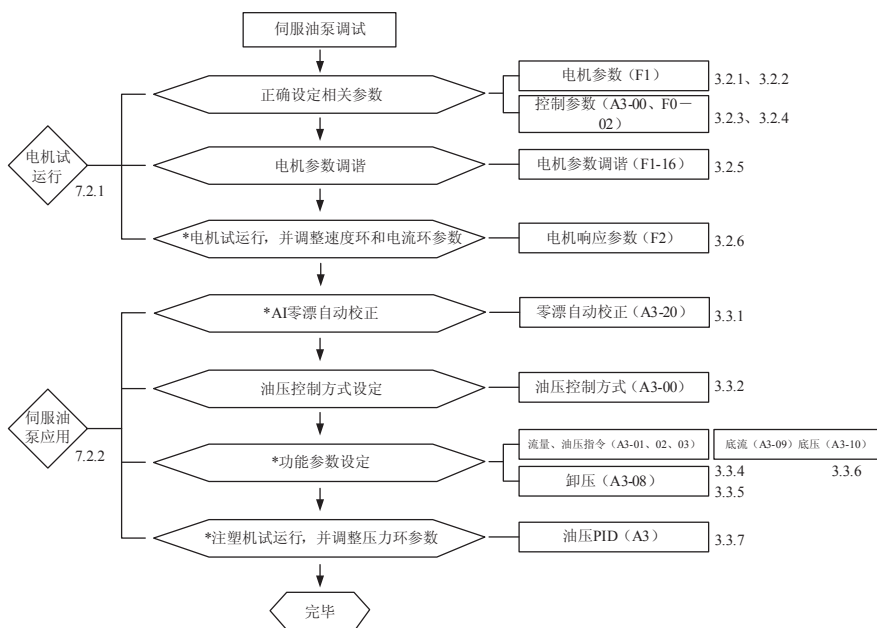 伺服油泵调试
正确设定相关参数
电机参数（F1）
3.2.1、3.2.2
控制参数（A3-00、F0－
02）
3.2.3、3.2.4
电机试
运行
7.2.1
电机参数调谐
电机参数调谐（F1-16）
3.2.5
*电机试运行，并调整速度环和电流环参数
电机响应参数（F2）
3.2.6
*AI零漂自动校正
零漂自动校正（A3-20）
3.3.1
油压控制方式设定
油压控制方式（A3-00）
3.3.2
伺服油
泵应用
7.2.2
*功能参数设定
流量、油压指令（A3-01、02、03）
底流（A3-09）底压（A3-10）
3.3.4
3.3.6
卸压（A3-08）
3.3.5
*注塑机试运行，并调整压力环参数
油压PID（A3）
3.3.7
完毕